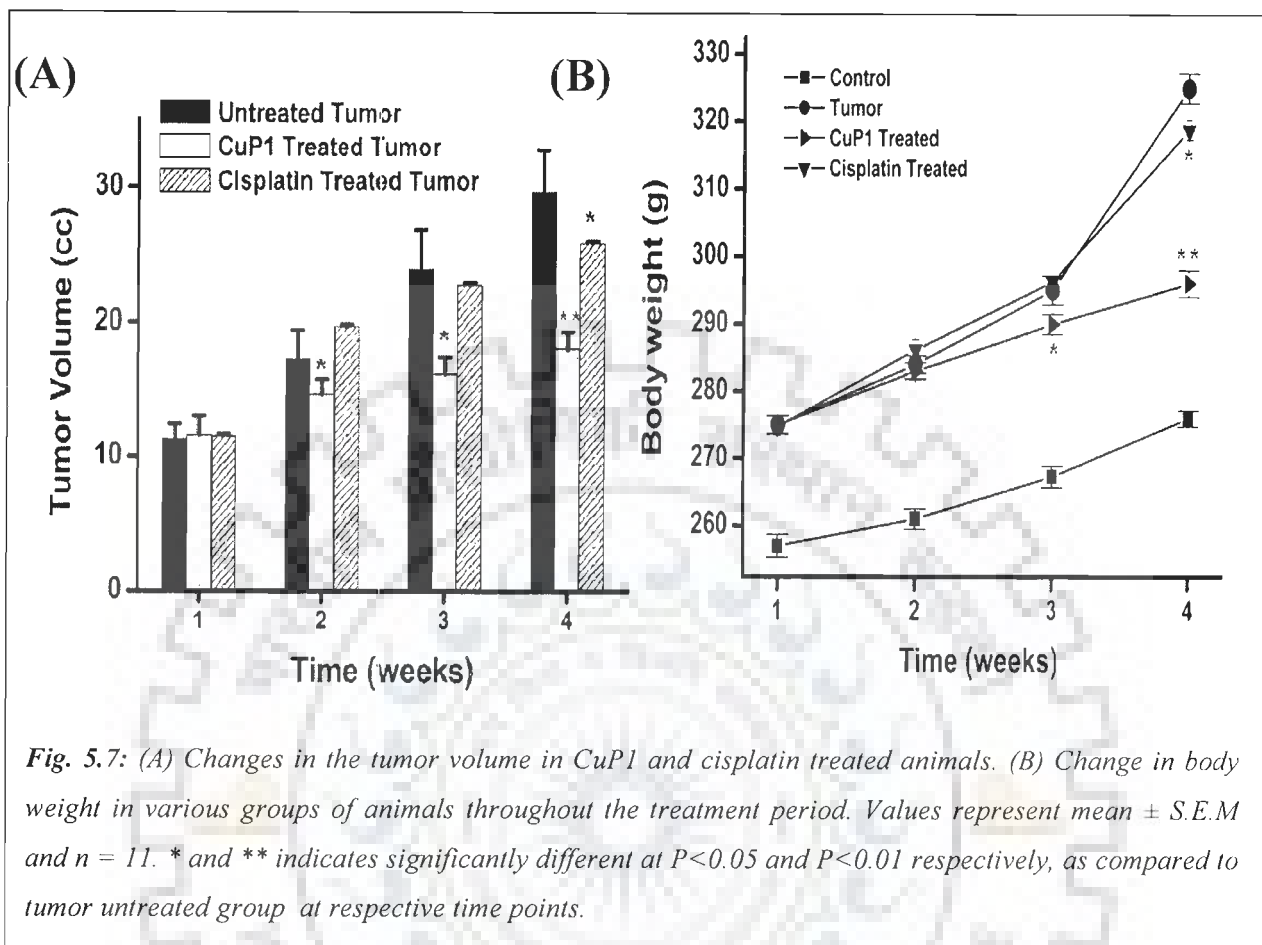 (A)
Untreated Tumor
CuP1 Treated Tumor
Cisplatin Treated Tumor
Tumor Volume (cc)
30
20
10
0
*
*
**
*
1 2 3 4
Time (weeks)
(B)
Control
Tumor
CuP1 Treated
Cisplatin Treated
Body weight (g)
330
320
310
300
290
280
270
260
*
**
*
1 2 3 4
Time (weeks)
Fig. 5.7: (A) Changes in the tumor volume in CuP1 and cisplatin treated animals. (B) Change in body
weight in various groups of animals throughout the treatment period. Values represent mean ± S.E.M
and n = 11. * and ** indicates significantly different at P<0.05 and P<0.01 respectively, as compared to
tumor untreated group at respective time points.